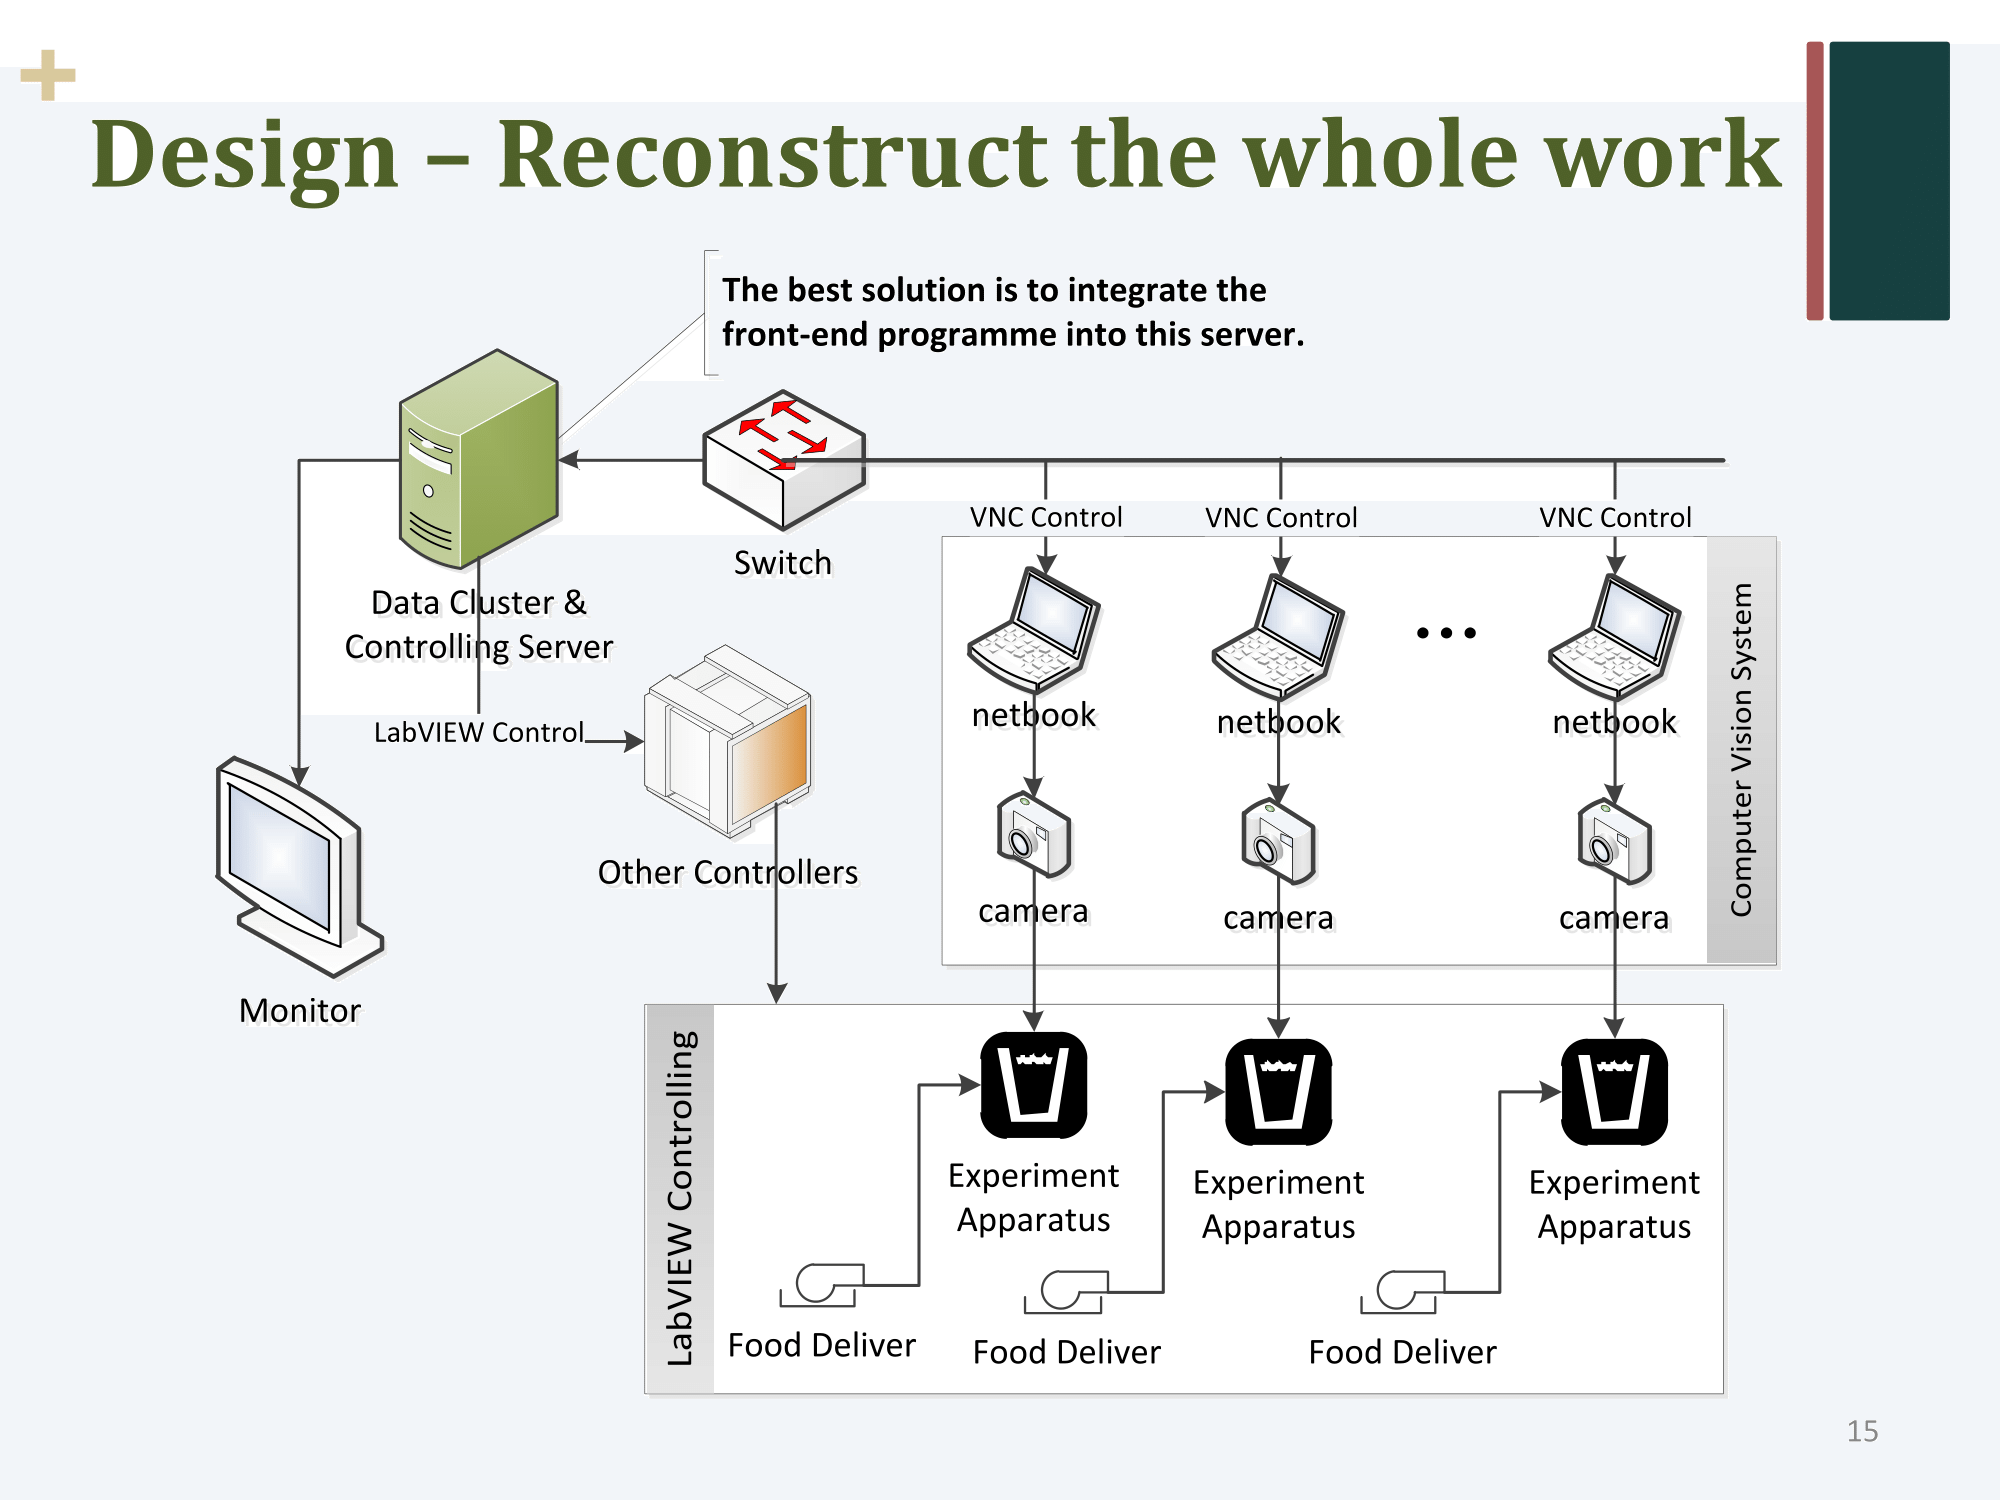 Design – Reconstruct the whole work
The best solution is to integrate the
front-end programme into this server.
Switch
VNC Control
VNC Control
VNC Control
Data Cluster &
Controlling Server
LabVIEW Control
Monitor
Other Controllers
netbook
netbook
netbook
camera
camera
camera
Computer Vision System
LabVIEW Controlling
Experiment
Apparatus
Experiment
Apparatus
Experiment
Apparatus
Food Deliver
Food Deliver
Food Deliver
15